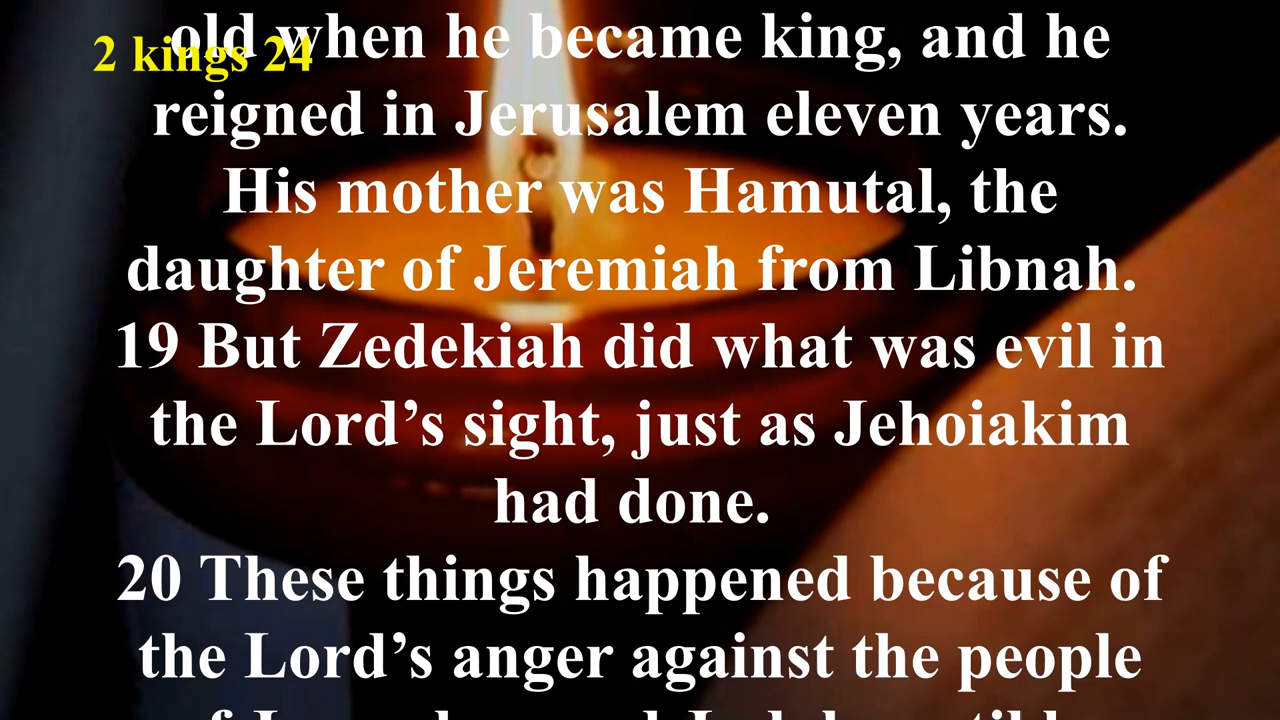 2 kings 24
old when he became king, and he
reigned in Jerusalem eleven years.
His mother was Hamutal, the
daughter of Jeremiah from Libnah.
19 But Zedekiah did what was evil in
the Lord’s sight, just as Jehoiakim
had done.
20 These things happened because of
the Lord’s anger against the people